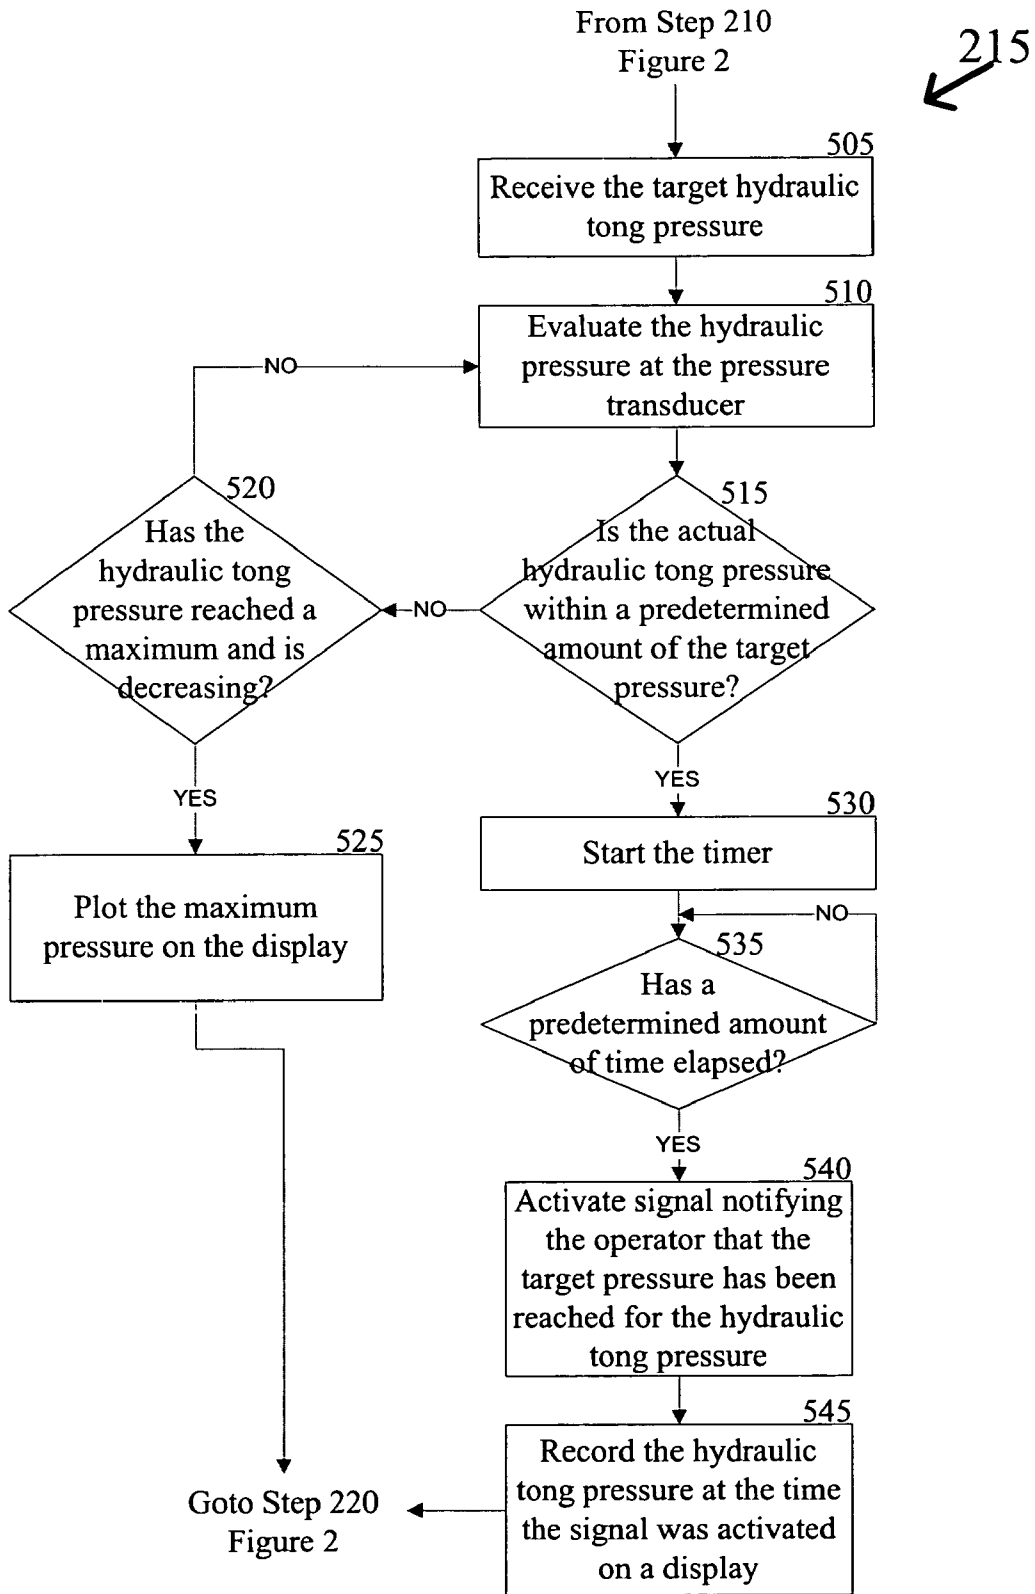 From Step 210
Figure 2
215
505
Receive the target hydraulic
tong pressure
510
Evaluate the hydraulic
pressure at the pressure
transducer
NO
520
Has the
hydraulic tong
pressure reached a
maximum and is
decreasing?
NO
515
Is the actual
hydraulic tong pressure
within a predetermined
amount of the target
pressure?
YES
525
Plot the maximum
pressure on the display
YES
530
Start the timer
NO
535
Has a
predetermined amount
of time elapsed?
YES
540
Activate signal notifying
the operator that the
target pressure has been
reached for the hydraulic
tong pressure
545
Record the hydraulic
tong pressure at the time
the signal was activated
on a display
Goto Step 220
Figure 2